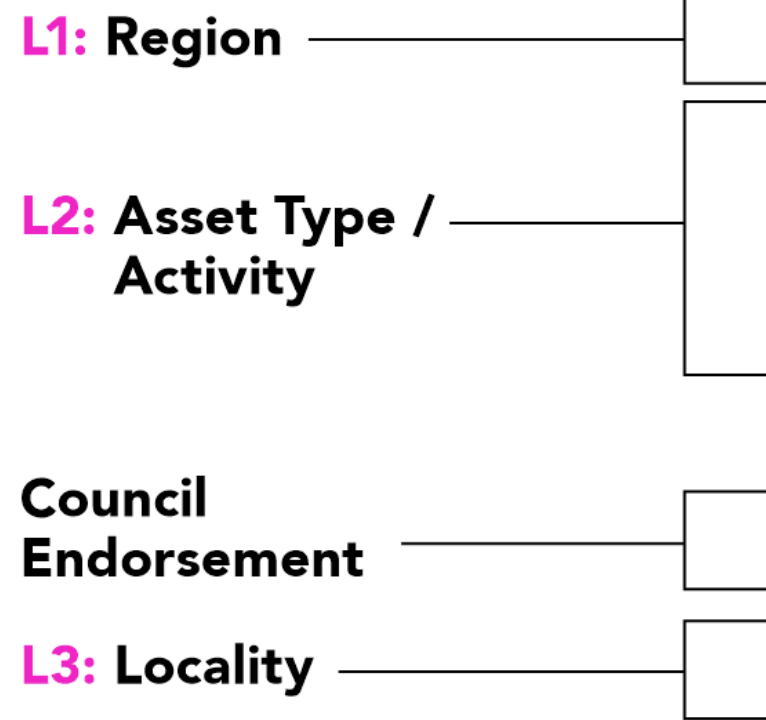 L1: Region
L2: Asset Type /
Activity
Council
Endorsement
L3: Locality